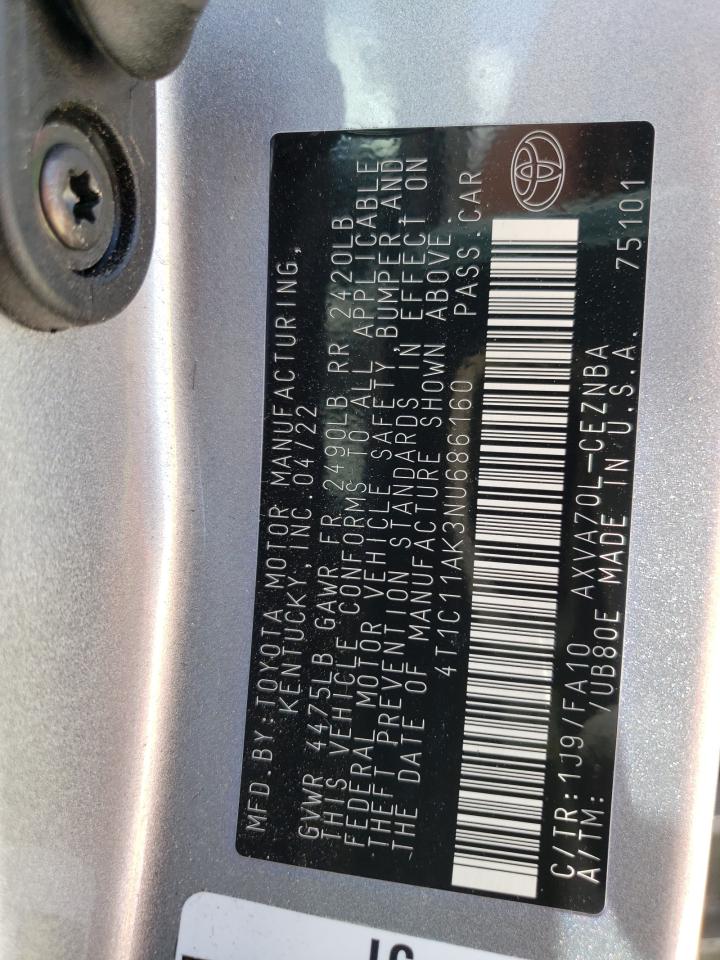 MFD.BY:TOYOTA MOTOR MANUFACTURING,
KENTUCKY, INC. 04/22
GVWR 4475LB GAWR FR 2490LB RR 2420LB
THIS VEHICLE CONFORMS TO ALL APPLICABLE
FEDERAL MOTOR VEHICLE SAFETY, BUMPER AND
THEFT PREVENTION STANDARDS IN EFFECT ON
THE DATE OF MANUFACTURE SHOWN ABOVE
4T1C11AK3NU686160 PASS.CAR
C/TR:1J9/FA10 AXVA70L-CEZNBA
A/TM: /UB80E MADE IN U.S.A. 75101